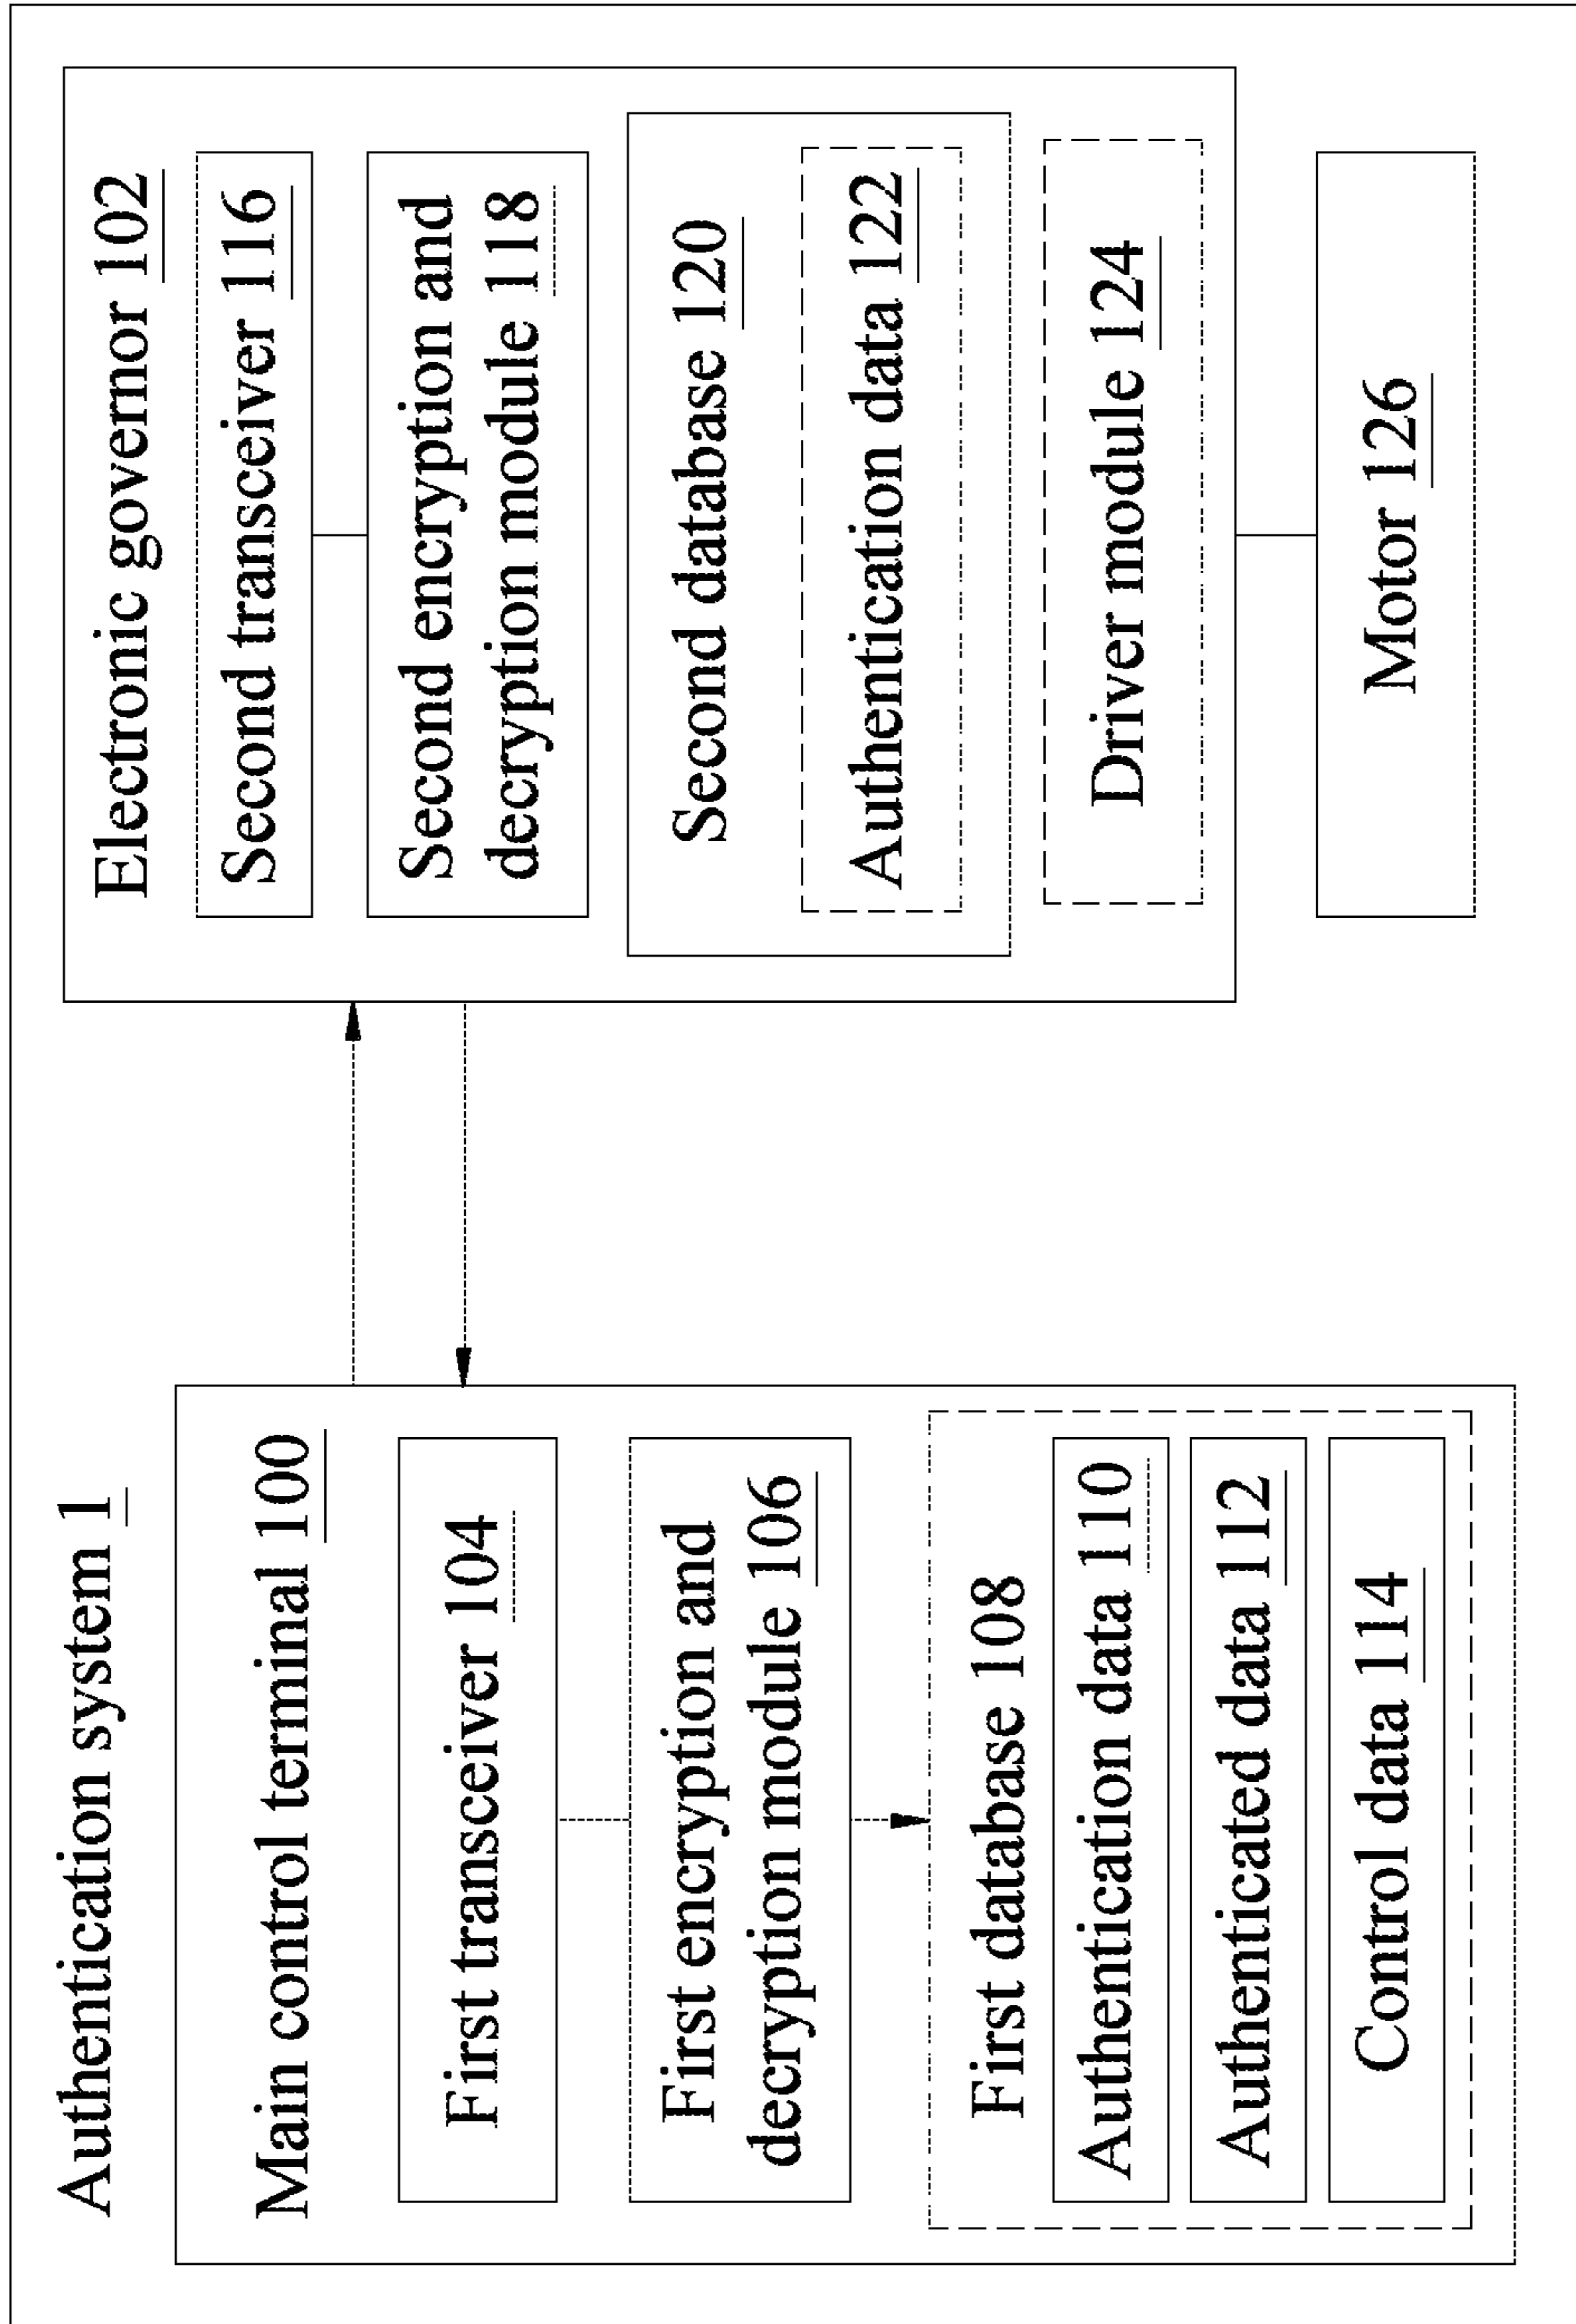 Authentication system 1
Main control terminal 100
First transceiver 104
First encryption and
decryption module 106
First database 108
Authentication data 110
Authenticated data 112
Control data 114
Electronic governor 102
Second transceiver 116
Second encryption and
decryption module 118
Second database 120
Authentication data 122
Driver module 124
Motor 126